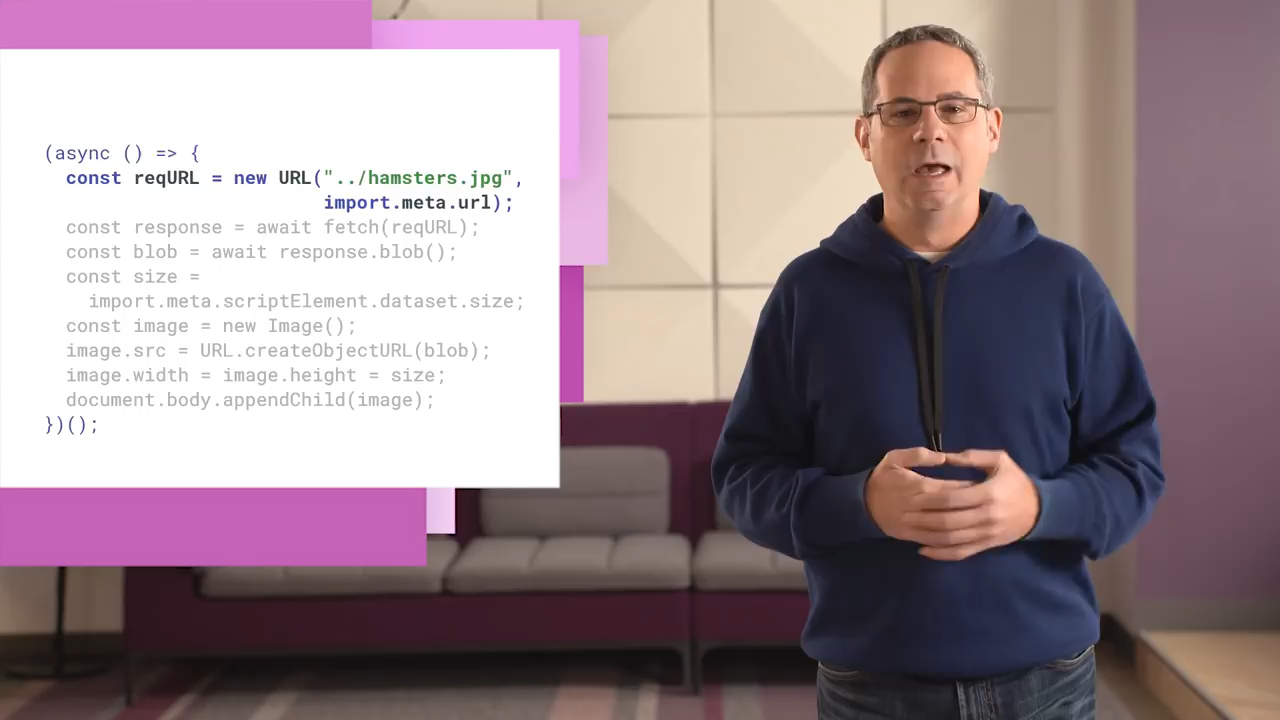 (async () => {
  const reqURL = new URL("../hamsters.jpg",
                         import.meta.url);
  const response = await fetch(reqURL);
  const blob = await response.blob();
  const size =
    import.meta.scriptElement.dataset.size;
  const image = new Image();
  image.src = URL.createObjectURL(blob);
  image.width = image.height = size;
  document.body.appendChild(image);
})();